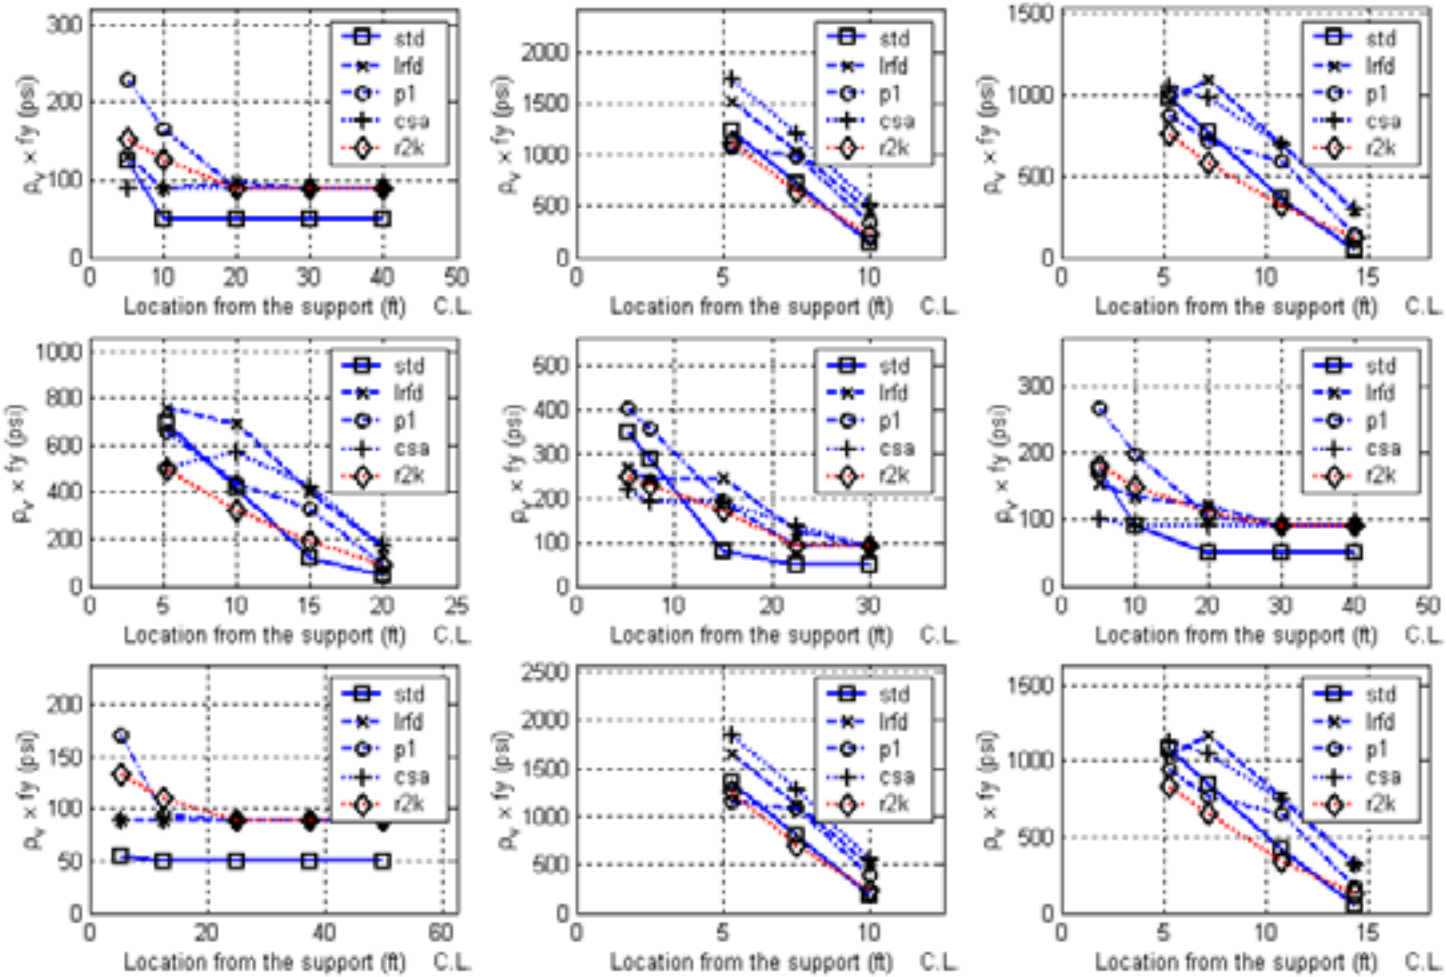 300
200
100
0
ρv × fy (psi)
std
lrfd
p1
csa
r2k
0 10 20 30 40 50
Location from the support (ft) C.L.
2000
1500
1000
500
0
ρv × fy (psi)
std
lrfd
p1
csa
r2k
0 5 10
Location from the support (ft) C.L.
1500
1000
500
0
ρv × fy (psi)
std
lrfd
p1
csa
r2k
0 5 10 15
Location from the support (ft) C.L.
1000
800
600
400
200
0
ρv × fy (psi)
std
lrfd
p1
csa
r2k
0 5 10 15 20 25
Location from the support (ft) C.L.
500
400
300
200
100
0
ρv × fy (psi)
std
lrfd
p1
csa
r2k
0 10 20 30
Location from the support (ft) C.L.
300
200
100
0
ρv × fy (psi)
std
lrfd
p1
csa
r2k
0 10 20 30 40 50
Location from the support (ft) C.L.
200
150
100
50
0
ρv × fy (psi)
std
lrfd
p1
csa
r2k
0 20 40 60
Location from the support (ft) C.L.
2500
2000
1500
1000
500
0
ρv × fy (psi)
std
lrfd
p1
csa
r2k
0 5 10
Location from the support (ft) C.L.
1500
1000
500
0
ρv × fy (psi)
std
lrfd
p1
csa
r2k
0 5 10 15
Location from the support (ft) C.L.